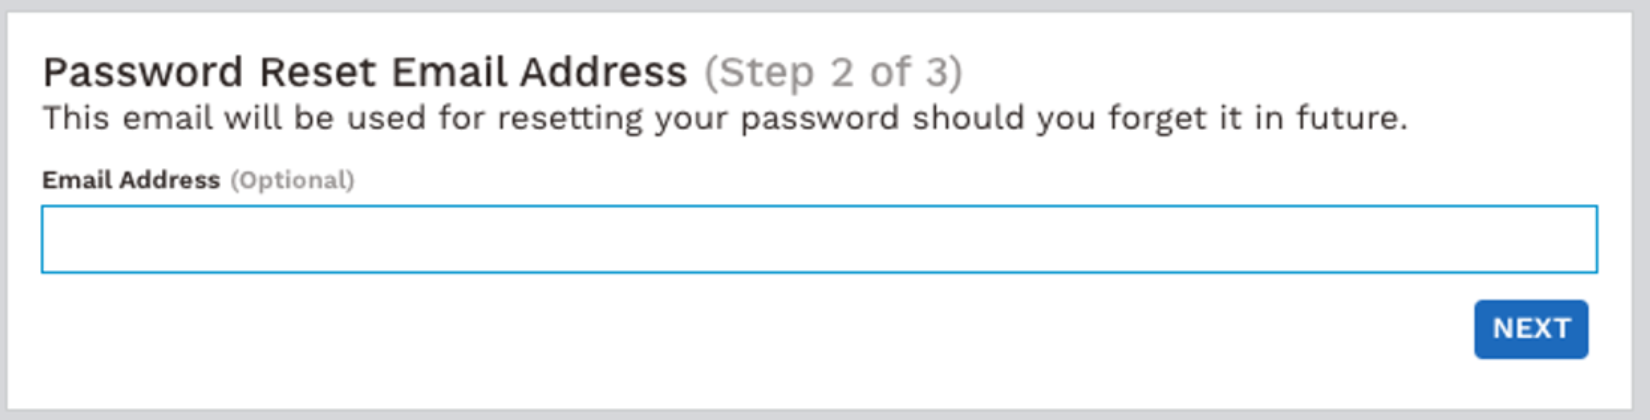 Password Reset Email Address (Step 2 of 3)
This email will be used for resetting your password should you forget it in future.
Email Address (Optional)
NEXT